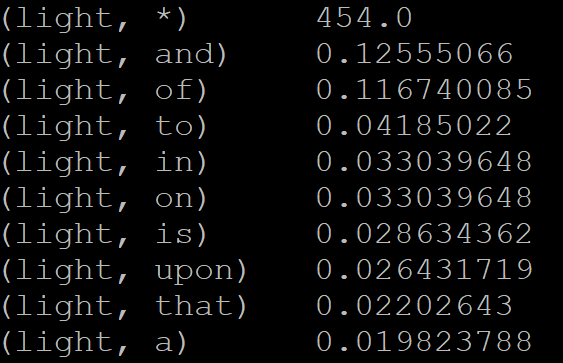 (light, *) 454.0
(light, and) 0.12555066
(light, of) 0.116740085
(light, to) 0.04185022
(light, in) 0.033039648
(light, on) 0.033039648
(light, is) 0.028634362
(light, upon) 0.026431719
(light, that) 0.02202643
(light, a) 0.019823788